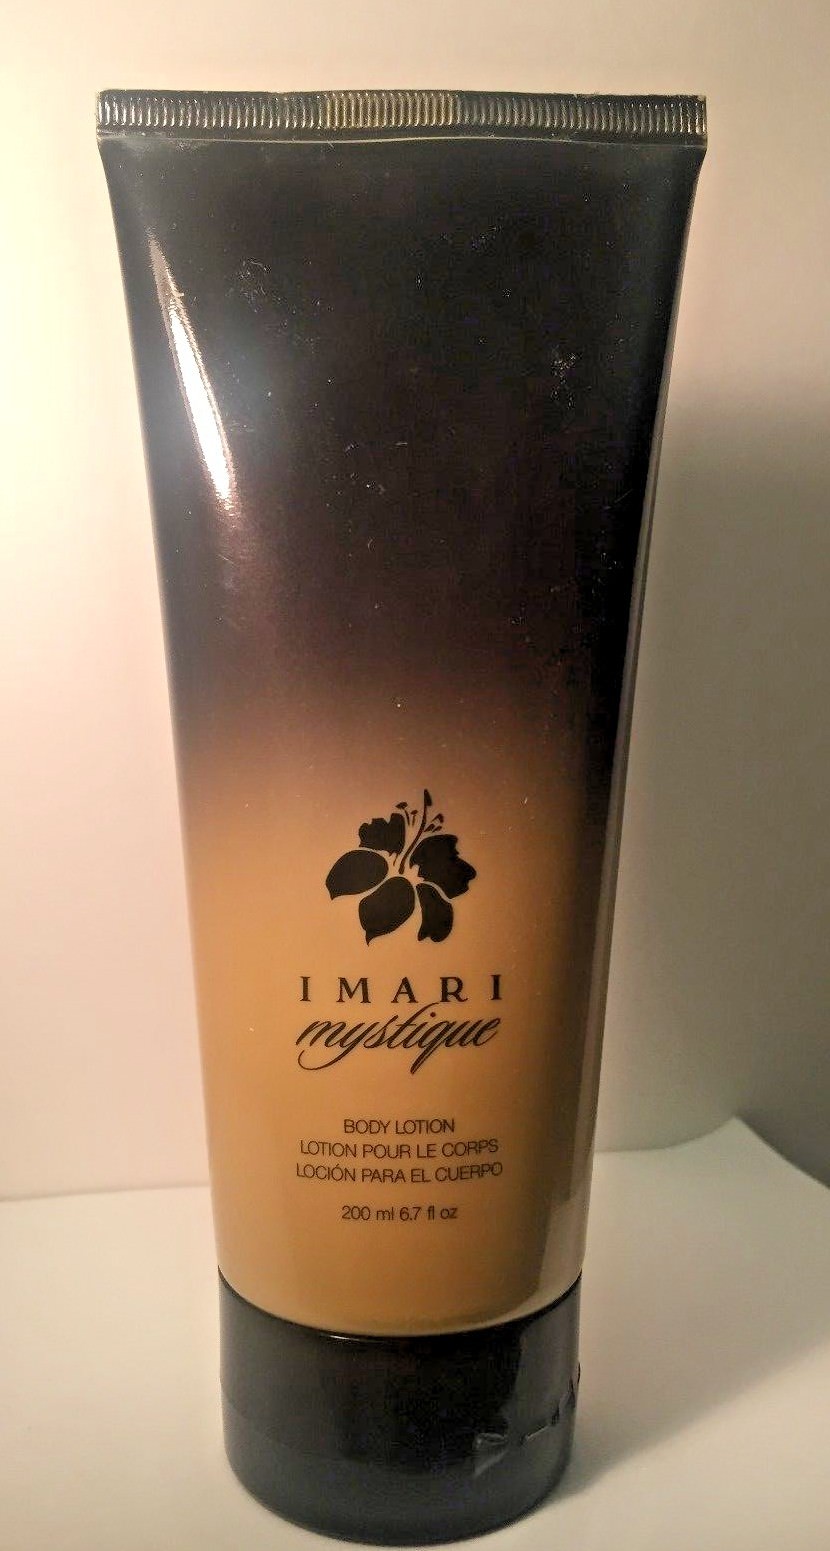 IMARI
mystique
BODY LOTION
LOTION POUR LE CORPS
LOCIÓN PARA EL CUERPO
200 ml 6.7 fl oz